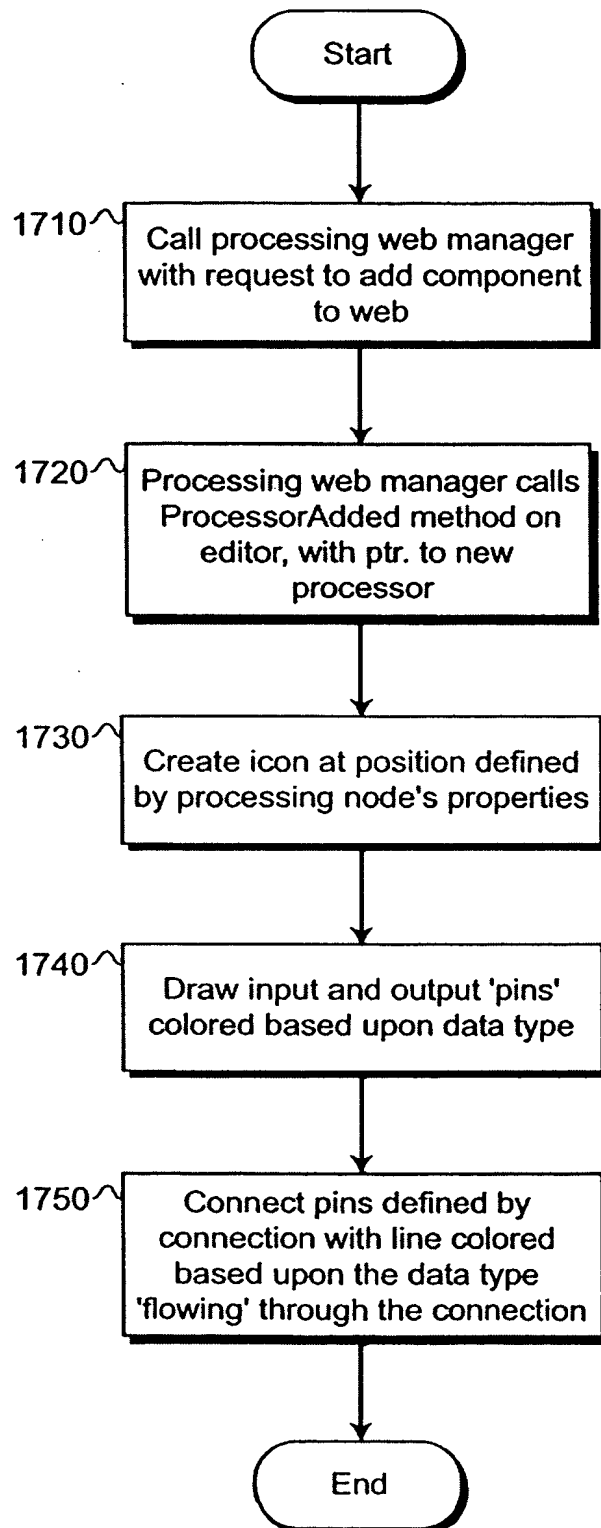 Start
1710
Call processing web manager
with request to add component
to web
1720
Processing web manager calls
ProcessorAdded method on
editor, with ptr. to new
processor
1730
Create icon at position defined
by processing node's properties
1740
Draw input and output 'pins'
colored based upon data type
1750
Connect pins defined by
connection with line colored
based upon the data type
'flowing' through the connection
End